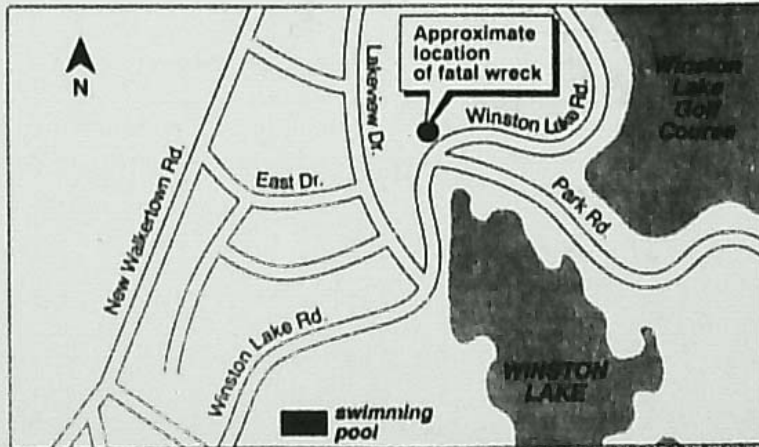 Approximate
location
of fatal wreck
N
Lakeview Dr.
Winston Lake Rd.
Winston
Lake
Golf
Course
New Walkertown Rd.
East Dr.
Park Rd.
Winston Lake Rd.
WINSTON
LAKE
swimming
pool